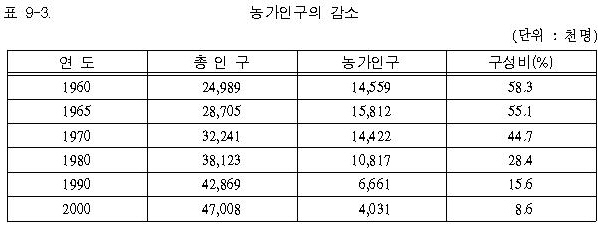 표 9-3. 농가인구의 감소
(단위 : 천명)
연 도 총 인 구 농가인구 구성비(%)
1960 24,989 14,559 58.3
1965 28,705 15,812 55.1
1970 32,241 14,422 44.7
1980 38,123 10,817 28.4
1990 42,869 6,661 15.6
2000 47,008 4,031 8.6